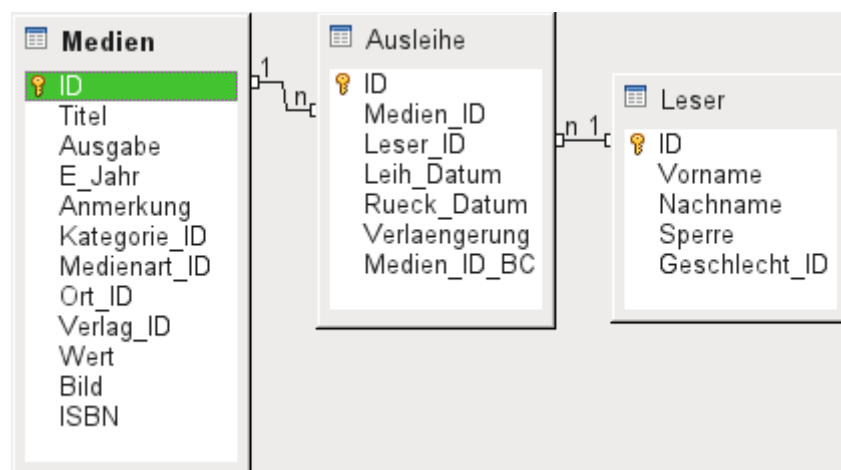 Medien
ID
Titel
Ausgabe
E_Jahr
Anmerkung
Kategorie_ID
Medienart_ID
Ort_ID
Verlag_ID
Wert
Bild
ISBN
1
n
Ausleihe
ID
Medien_ID
Leser_ID
Leih_Datum
Rueck_Datum
Verlaengerung
Medien_ID_BC
n 1
Leser
ID
Vorname
Nachname
Sperre
Geschlecht_ID